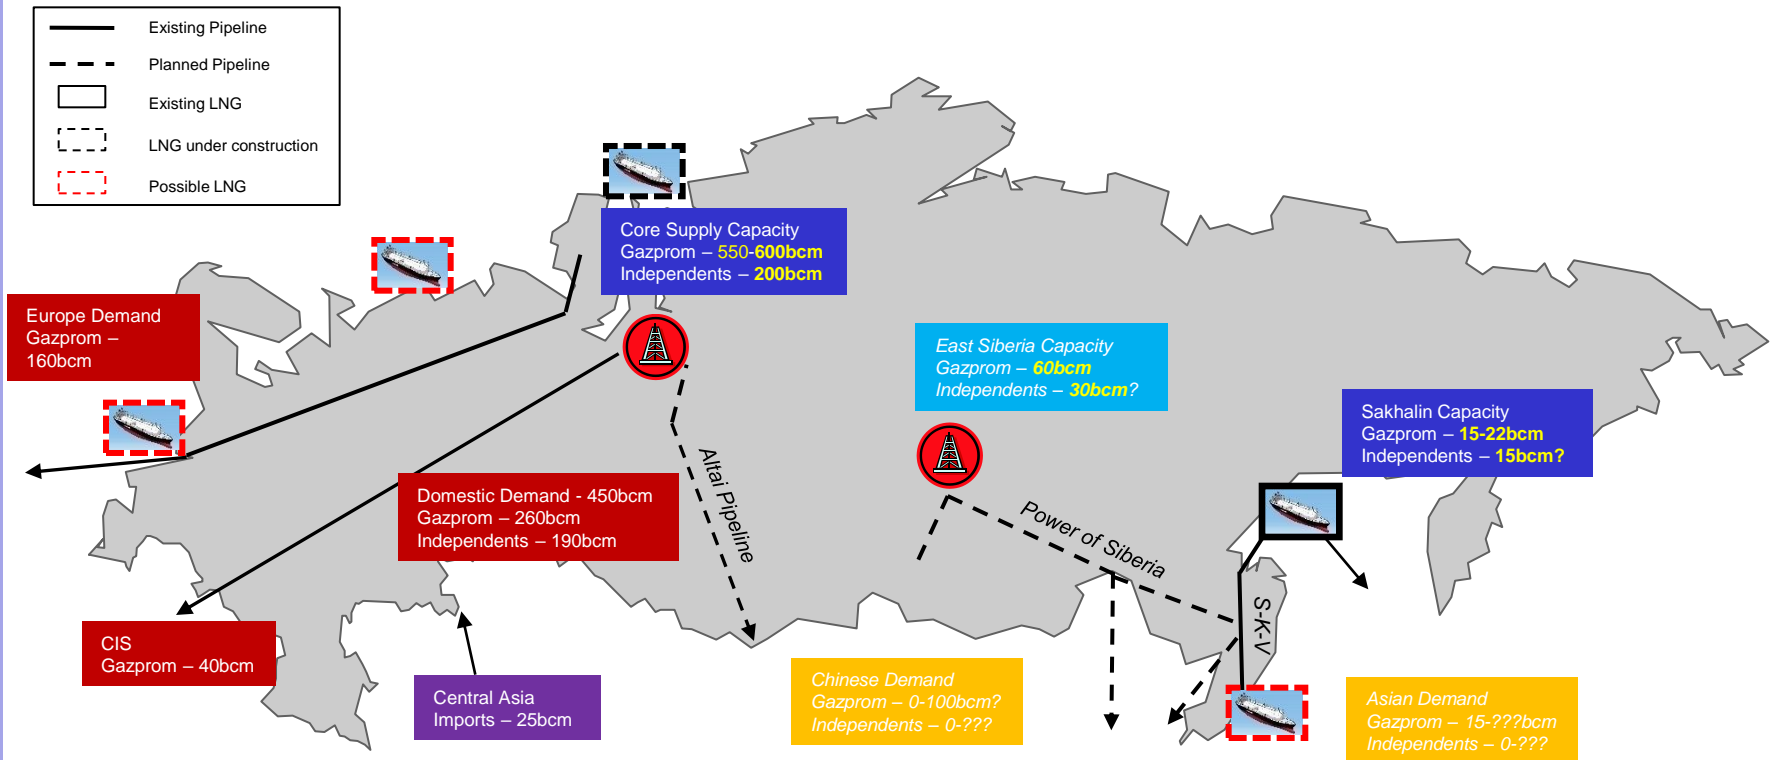 Existing Pipeline
Planned Pipeline
Existing LNG
LNG under construction
Possible LNG
Core Supply Capacity
Gazprom – 550-600bcm
Independents – 200bcm
Europe Demand
Gazprom –
160bcm
East Siberia Capacity
Gazprom – 60bcm
Independents – 30bcm?
Sakhalin Capacity
Gazprom – 15-22bcm
Independents – 15bcm?
Domestic Demand - 450bcm
Gazprom – 260bcm
Independents – 190bcm
Altai Pipeline
Power of Siberia
S-K-V
CIS
Gazprom – 40bcm
Central Asia
Imports – 25bcm
Chinese Demand
Gazprom – 0-100bcm?
Independents – 0-???
Asian Demand
Gazprom – 15-???bcm
Independents – 0-???